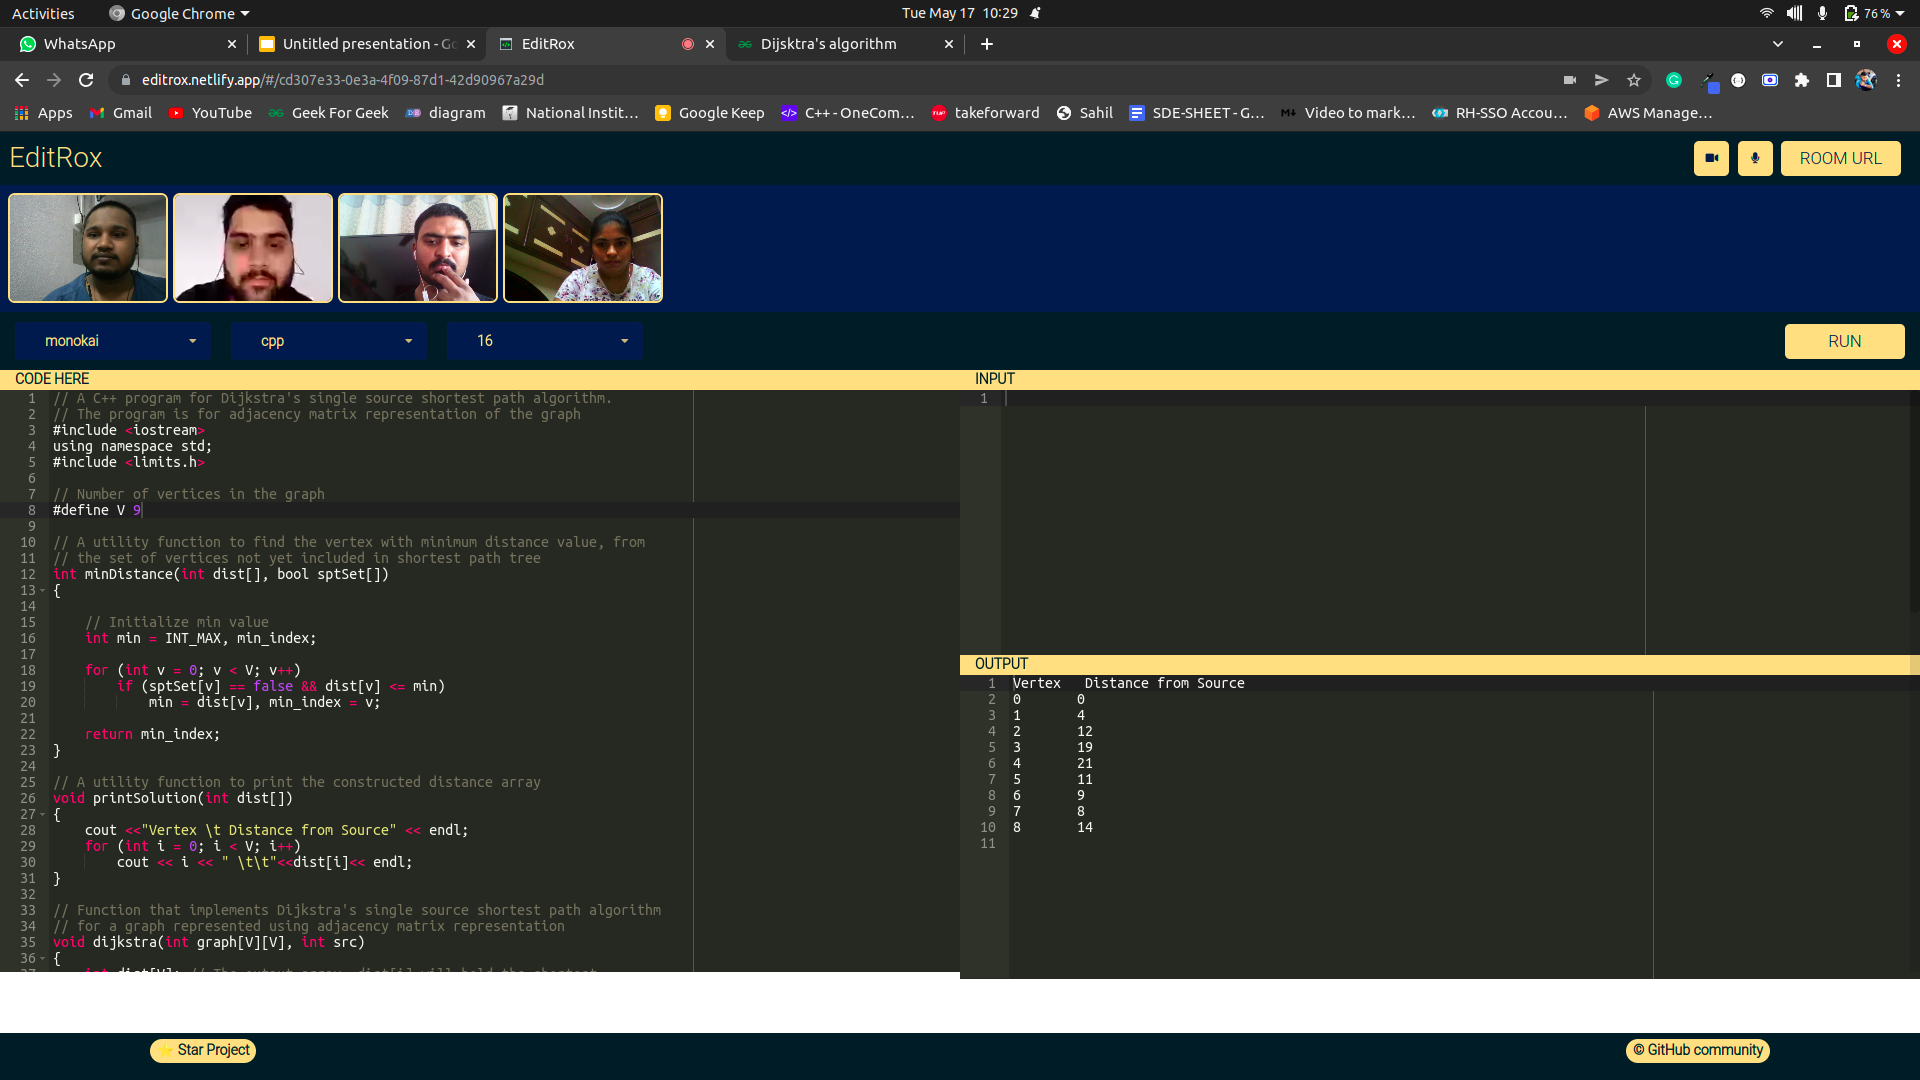 Activities Google Chrome Tue May 17 10:29 76 %
WhatsApp Untitled presentation - Go EditRox Dijsktra's algorithm
editrox.netlify.app/#/cd307e33-0e3a-4f09-87d1-42d90967a29d
Apps Gmail YouTube Geek For Geek diagram National Instit… Google Keep C++ - OneCom… takeforward Sahil SDE-SHEET - G… Video to mark… RH-SSO Accou… AWS Manage…
EditRox ROOM URL
monokai cpp 16 RUN
CODE HERE
1 // A C++ program for Dijkstra's single source shortest path algorithm.
2 // The program is for adjacency matrix representation of the graph
3 #include <iostream>
4 using namespace std;
5 #include <limits.h>
6
7 // Number of vertices in the graph
8 #define V 9
9
10 // A utility function to find the vertex with minimum distance value, from
11 // the set of vertices not yet included in shortest path tree
12 int minDistance(int dist[], bool sptSet[])
13 {
14
15 // Initialize min value
16 int min = INT_MAX, min_index;
17
18 for (int v = 0; v < V; v++)
19 if (sptSet[v] == false && dist[v] <= min)
20 min = dist[v], min_index = v;
21
22 return min_index;
23 }
24
25 // A utility function to print the constructed distance array
26 void printSolution(int dist[])
27 {
28 cout <<"Vertex \t Distance from Source" << endl;
29 for (int i = 0; i < V; i++)
30 cout << i << " \t\t"<<dist[i]<< endl;
31 }
32
33 // Function that implements Dijkstra's single source shortest path algorithm
34 // for a graph represented using adjacency matrix representation
35 void dijkstra(int graph[V][V], int src)
36 {
37 int dist[V]; // The output array. dist[i] will hold the shortest
INPUT
1
OUTPUT
1 Vertex Distance from Source
2 0 0
3 1 4
4 2 12
5 3 19
6 4 21
7 5 11
8 6 9
9 7 8
10 8 14
11
⭐ Star Project
© GitHub community